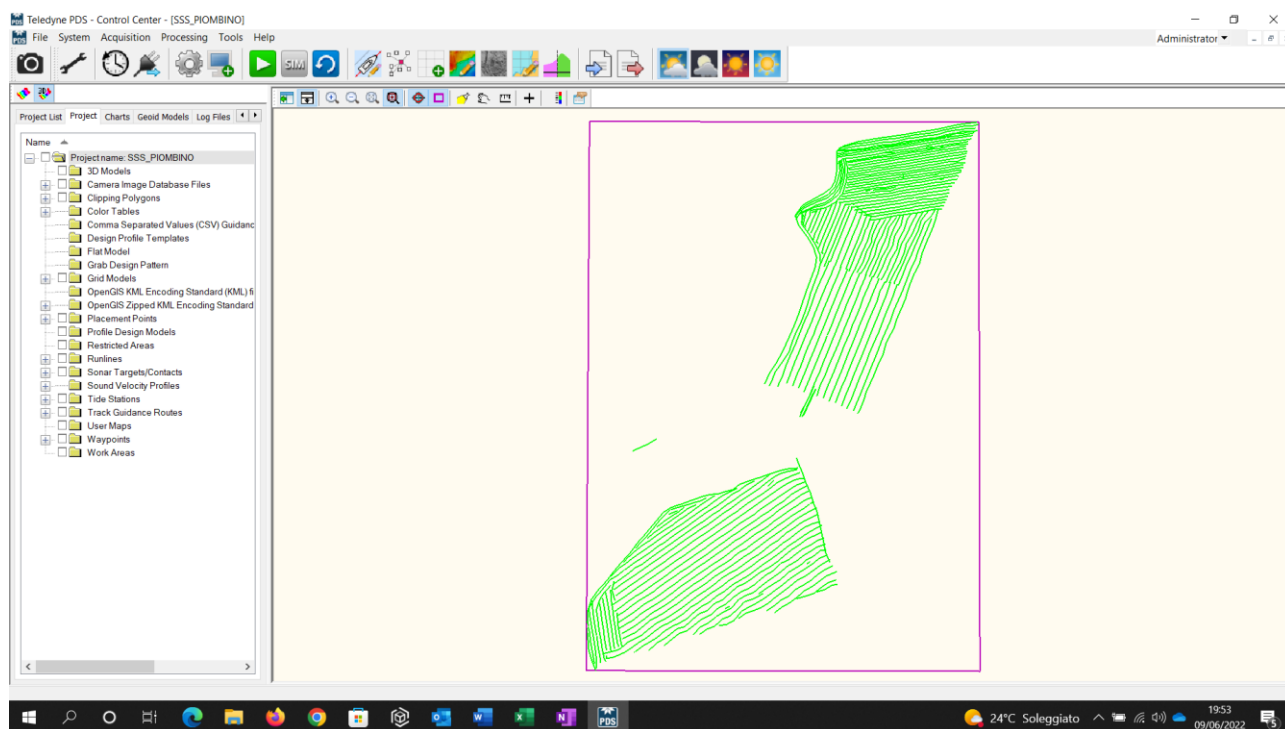 Teledyne PDS - Control Center - [SSS_PIOMBINO]
File System Acquisition Processing Tools Help
Administrator
SIM
Project List Project Charts Geoid Models Log Files
Name
Project name: SSS_PIOMBINO
3D Models
Camera Image Database Files
Clipping Polygons
Color Tables
Comma Separated Values (CSV) Guidanc
Design Profile Templates
Flat Model
Grab Design Pattern
Grid Models
OpenGIS KML Encoding Standard (KML) fi
OpenGIS Zipped KML Encoding Standard
Placement Points
Profile Design Models
Restricted Areas
Runlines
Sonar Targets/Contacts
Sound Velocity Profiles
Tide Stations
Track Guidance Routes
User Maps
Waypoints
Work Areas
PDS
24°C Soleggiato
19:53
09/06/2022
5